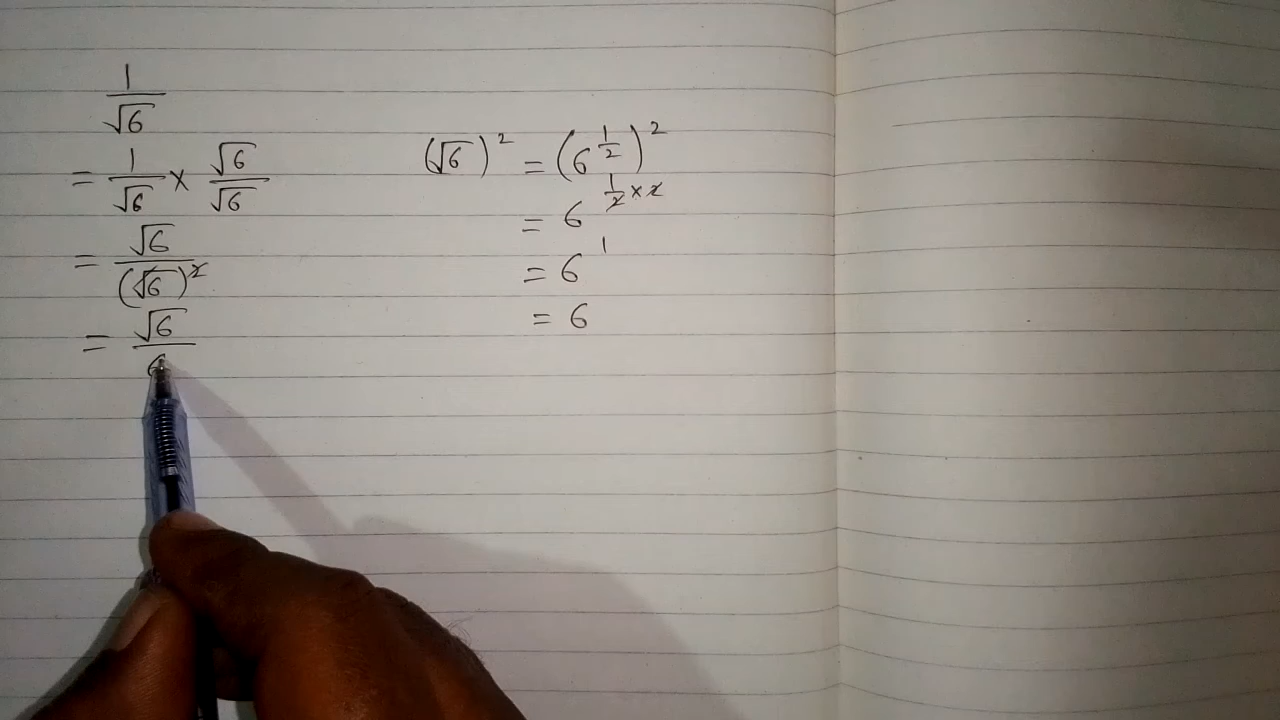 1/√6
= 1/√6 × √6/√6
= √6/(√6)²
= √6/6
(√6)² = (6^(1/2))²
= 6^(1/2 × 2)
= 6¹
= 6